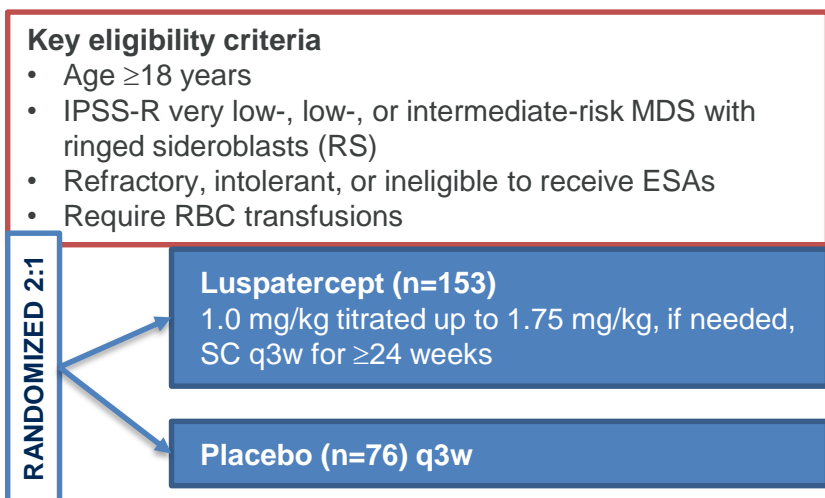 Key eligibility criteria
• Age ≥18 years
• IPSS-R very low-, low-, or intermediate-risk MDS with
ringed sideroblasts (RS)
• Refractory, intolerant, or ineligible to receive ESAs
• Require RBC transfusions
RANDOMIZED 2:1
Luspatercept (n=153)
1.0 mg/kg titrated up to 1.75 mg/kg, if needed,
SC q3w for ≥24 weeks
Placebo (n=76) q3w